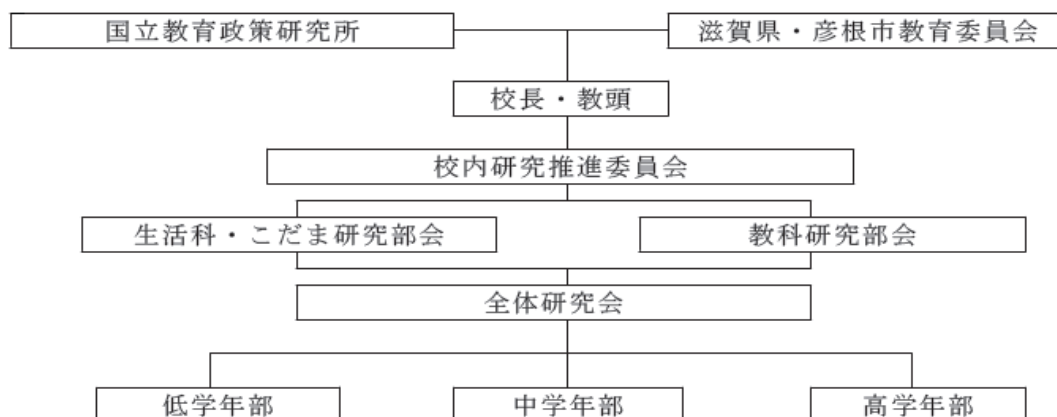 国立教育政策研究所
滋賀県・彦根市教育委員会
校長・教頭
校内研究推進委員会
生活科・こだま研究部会
教科研究部会
全体研究会
低学年部
中学年部
高学年部